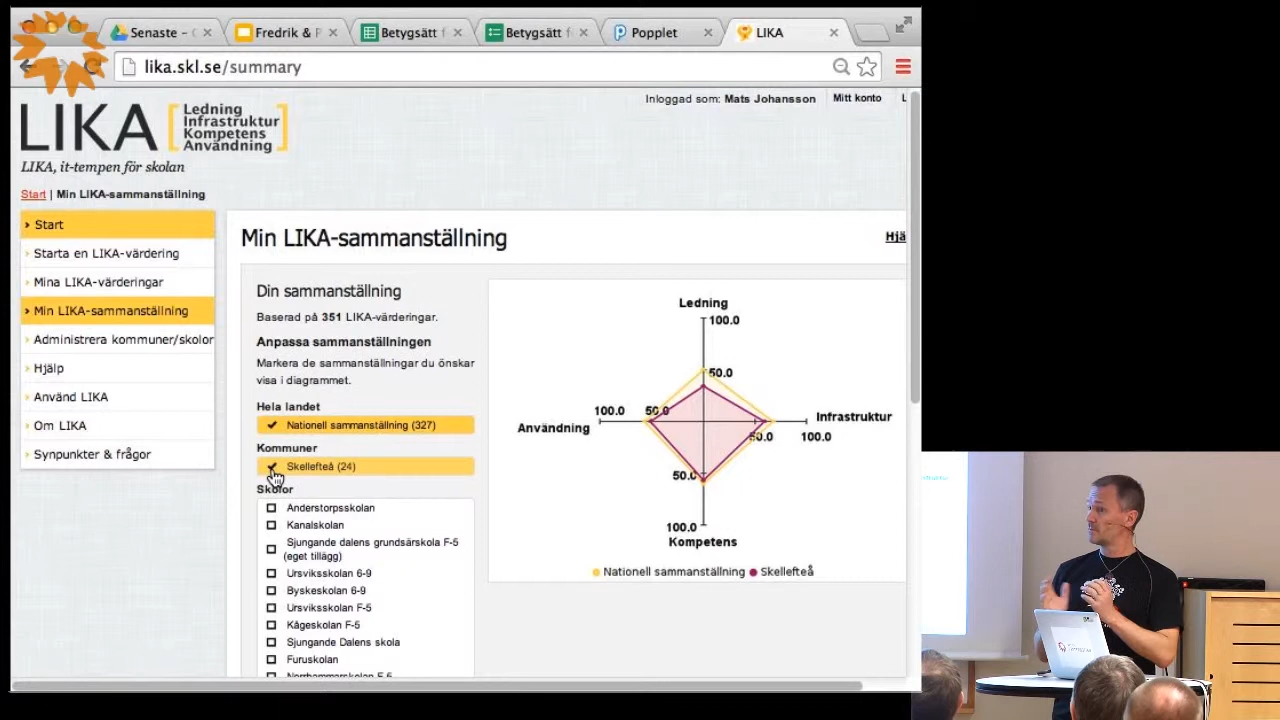 Senaste -
Fredrik &
Betygsätt f
Betygsätt f
Popplet
LIKA
lika.skl.se/summary
Inloggad som: Mats Johansson
Mitt konto
LIKA
Ledning
Infrastruktur
Kompetens
Användning
LIKA, it-tempen för skolan
Start | Min LIKA-sammanställning
Start
Starta en LIKA-värdering
Mina LIKA-värderingar
Min LIKA-sammanställning
Administrera kommuner/skolor
Hjälp
Använd LIKA
Om LIKA
Synpunkter & frågor
Min LIKA-sammanställning
Hjä
Din sammanställning
Baserad på 351 LIKA-värderingar.
Anpassa sammanställningen
Markera de sammanställningar du önskar
visa i diagrammet.
Hela landet
Nationell sammanställning (327)
Kommuner
Skellefteå (24)
Skolor
Anderstorpsskolan
Kanalskolan
Sjungande dalens grundsärskola F-5
(eget tillägg)
Ursviksskolan 6-9
Byskeskolan 6-9
Ursviksskolan F-5
Kågeskolan F-5
Sjungande Dalens skola
Furuskolan
Norrhammarskolan F-5
Ledning
100.0
50.0
100.0
50.0
Användning
Infrastruktur
50.0
100.0
50.0
100.0
Kompetens
Nationell sammanställning
Skellefteå